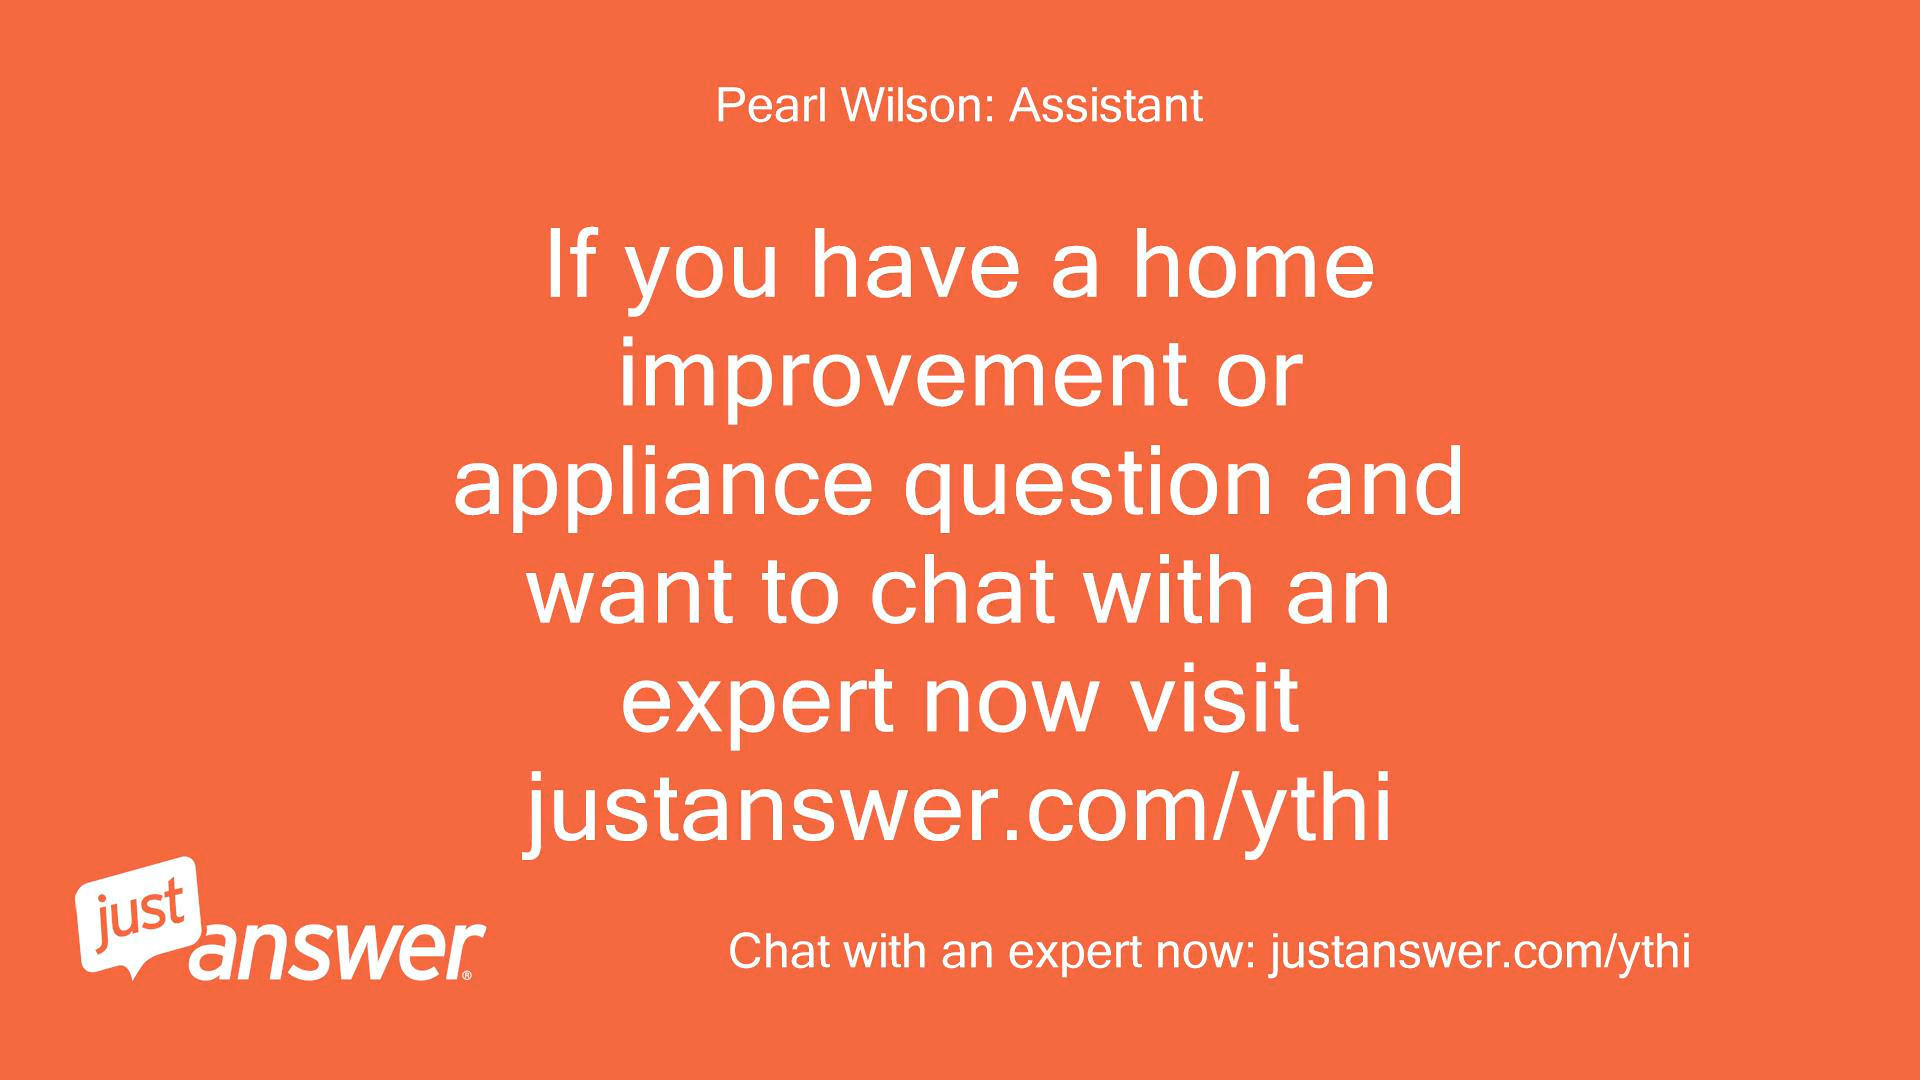 Pearl Wilson: Assistant
If you have a home
improvement or
appliance question and
want to chat with an
expert now visit
justanswer.com/ythi
just
answer®
Chat with an expert now: justanswer.com/ythi